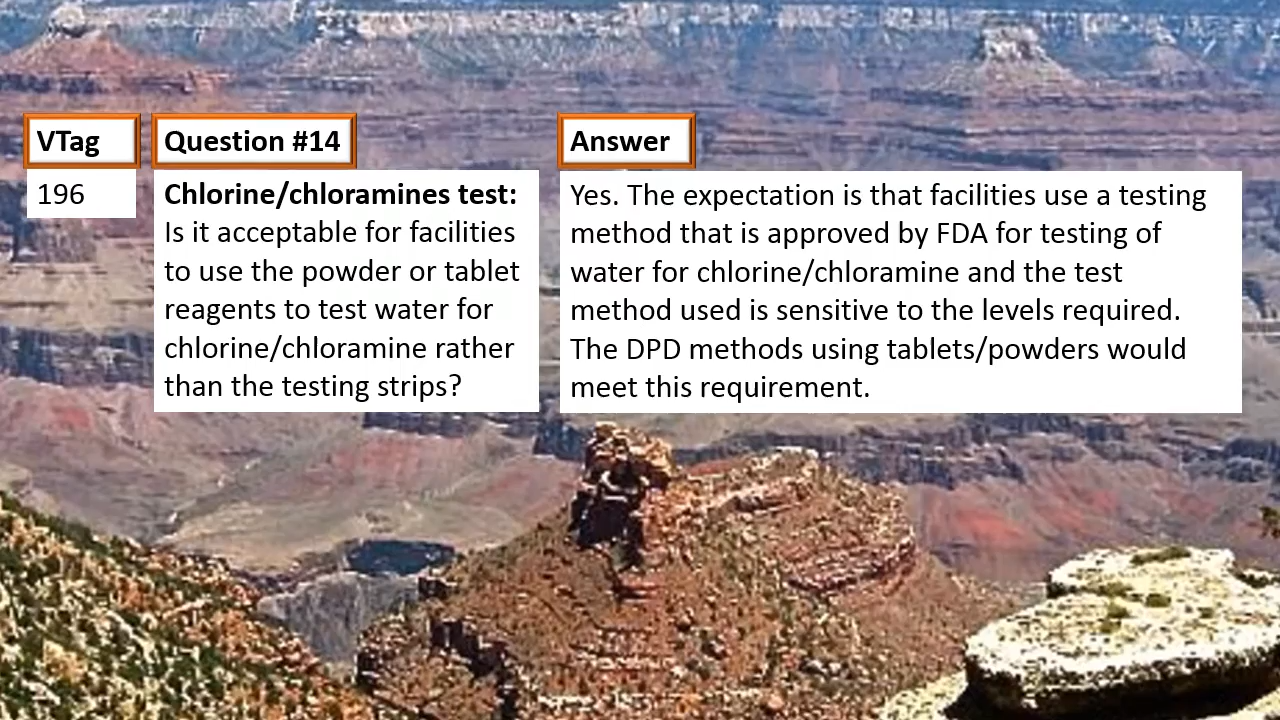 VTag
Question #14
Answer
196
Chlorine/chloramines test:
Is it acceptable for facilities
to use the powder or tablet
reagents to test water for
chlorine/chloramine rather
than the testing strips?
Yes. The expectation is that facilities use a testing
method that is approved by FDA for testing of
water for chlorine/chloramine and the test
method used is sensitive to the levels required.
The DPD methods using tablets/powders would
meet this requirement.